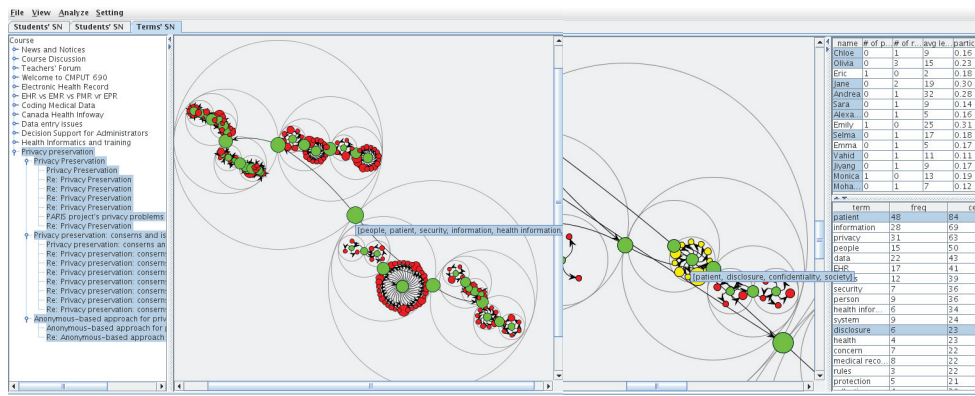 File View Analyze Setting
Students' SN Students' SN Terms' SN
Course
News and Notices
Course Discussion
Teachers' Forum
Welcome to CMPUT 690
Electronic Health Record
EHR vs EMR vs PMR vr EPR
Coding Medical Data
Canada Health Infoway
Data entry issues
Decision Support for Administrators
Health Informatics and training
Privacy preservation
Privacy Preservation
Privacy Preservation
Re: Privacy Preservation
Re: Privacy Preservation
Re: Privacy Preservation
PARIS project's privacy problems
Re: Privacy Preservation
Privacy preservation: concerns and is
Privacy preservation: concerns an
Re: Privacy preservation: concern
Re: Privacy preservation: concern
Re: Privacy preservation: concern
Re: Privacy preservation: concern
Re: Privacy preservation: concern
Re: Privacy preservation: concern
Anonymous-based approach for priv
Anonymous-based approach for
Re: Anonymous-based approach
[people, patient, security, information, health information,
[patient, disclosure, confidentiality, society]
name # of p... # of r... avg le... partic
Chloe 0 1 9 0.16
Olivia 0 3 15 0.23
Eric 1 0 2 0.18
Jane 0 2 19 0.30
Andrea 0 1 32 0.28
Sara 0 1 9 0.14
Alexa... 0 1 5 0.16
Emily 1 0 25 0.31
Selma 0 1 17 0.18
Emma 0 1 5 0.17
Vahid 0 1 11 0.11
Jiyang 0 1 9 0.17
Monica 1 0 13 0.19
Moha... 0 1 7 0.12
term freq ce
patient 48 84
information 28 69
privacy 31 63
people 15 50
data 22 43
EHR 17 41
s 12 39
security 7 36
person 9 36
health infor... 6 34
system 9 24
disclosure 6 23
health 4 23
concern 7 22
medical reco... 8 22
rules 3 22
protection 5 21